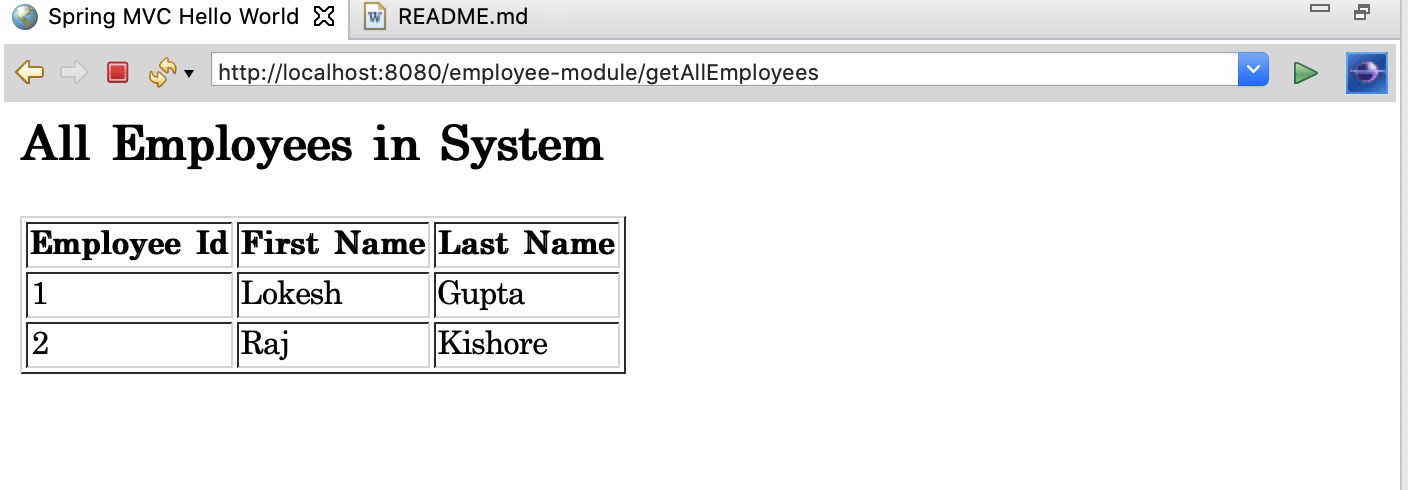 Spring MVC Hello World README.md
http://localhost:8080/employee-module/getAllEmployees
All Employees in System
Employee Id First Name Last Name
1 Lokesh Gupta
2 Raj Kishore